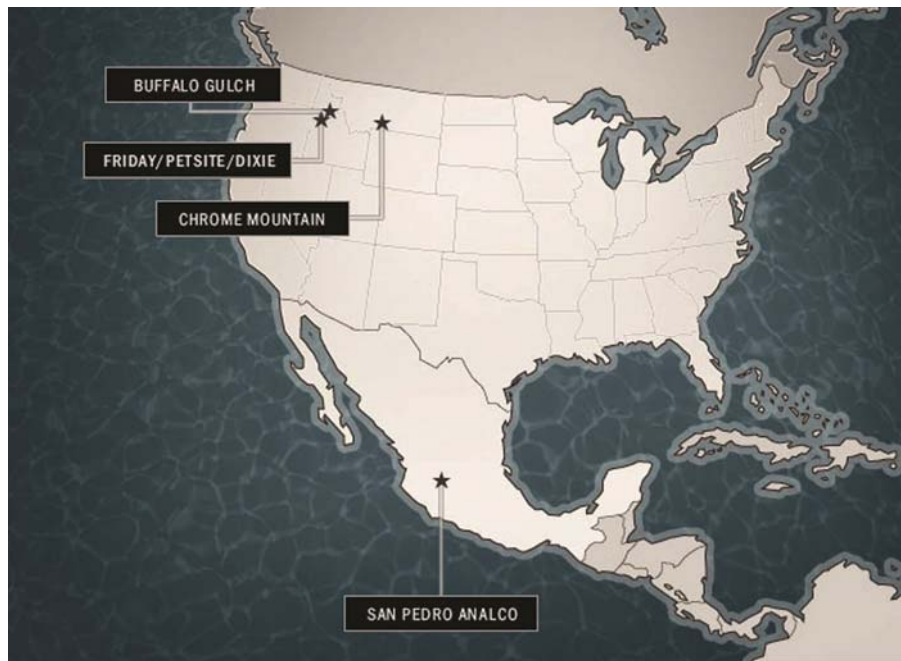 BUFFALO GULCH
FRIDAY/PETSITE/DIXIE
CHROME MOUNTAIN
SAN PEDRO ANALCO